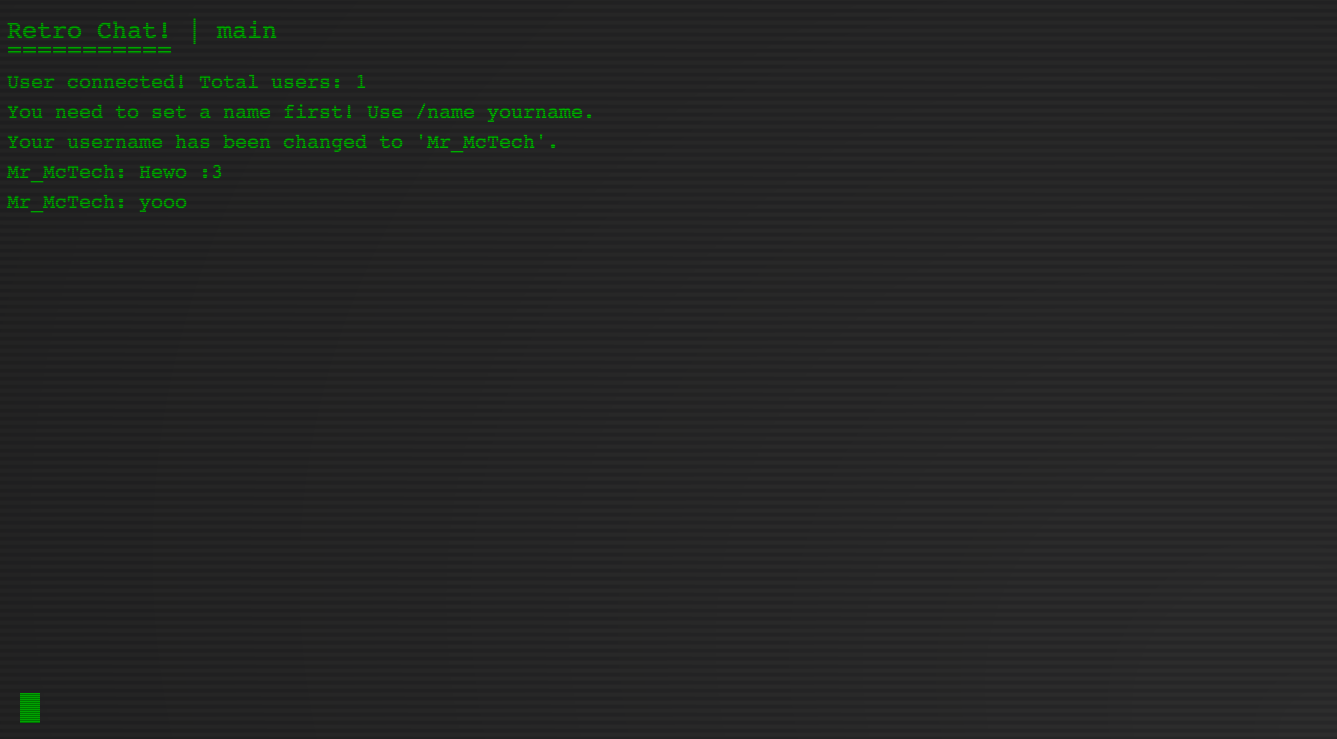 Retro Chat! | main
===========
User connected! Total users: 1
You need to set a name first! Use /name yourname.
Your username has been changed to 'Mr_McTech'.
Mr_McTech: Hewo :3
Mr_McTech: yooo